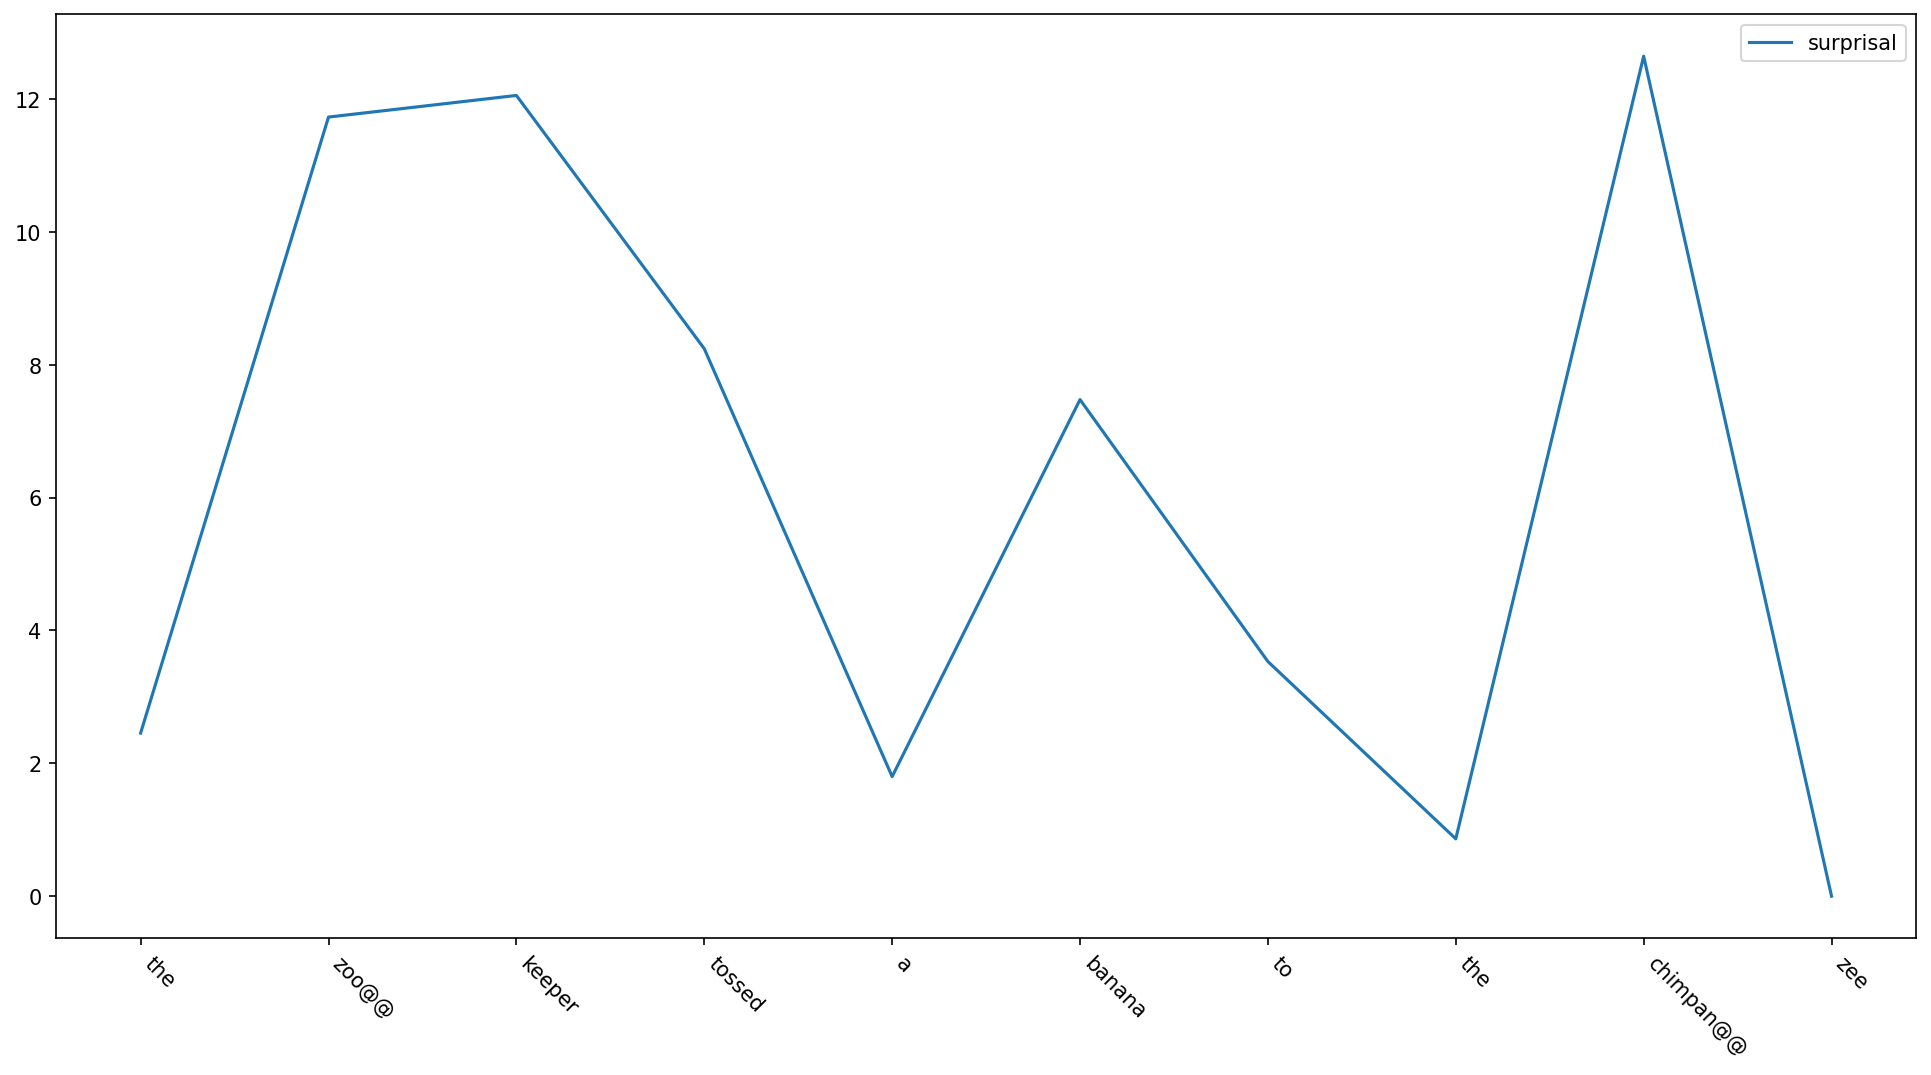 surprisal
12
10
8
6
4
2
0
the
zoo@@
keeper
tossed
a
banana
to
the
chimpan@@
zee